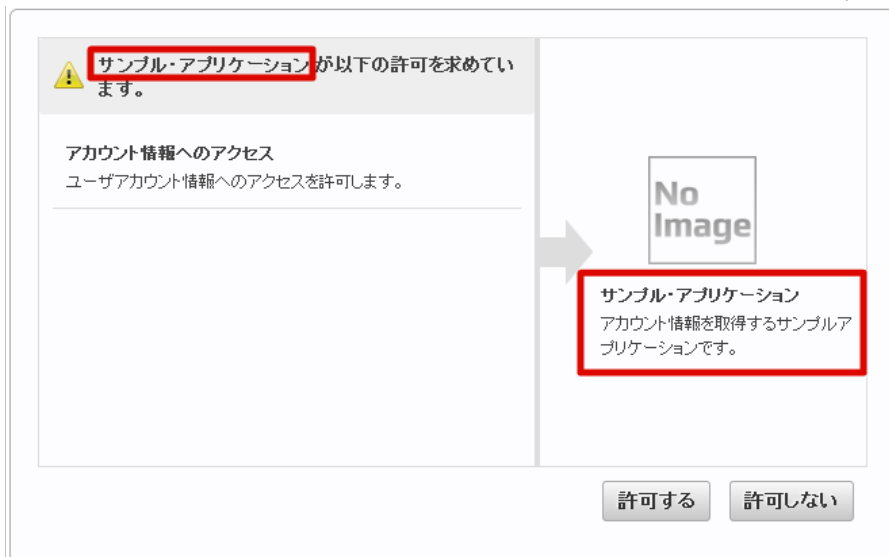 サンプル・アプリケーションが以下の許可を求めてい
ます。
アカウント情報へのアクセス
ユーザアカウント情報へのアクセスを許可します。
No
Image
サンプル・アプリケーション
アカウント情報を取得するサンプルア
プリケーションです。
許可する
許可しない